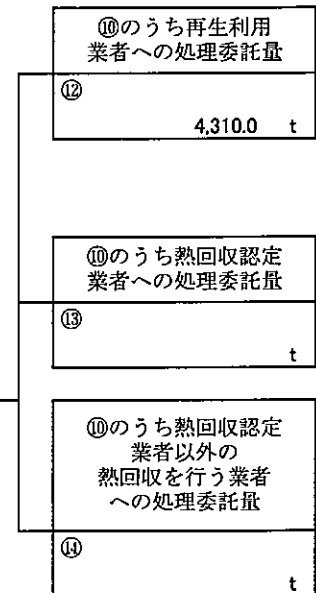 ⑩のうち再生利用
業者への処理委託量
⑫
4,310.0 t
⑩のうち熱回収認定
業者への処理委託量
⑬
t
⑩のうち熱回収認定
業者以外の
熱回収を行う業者
への処理委託量
⑭
t